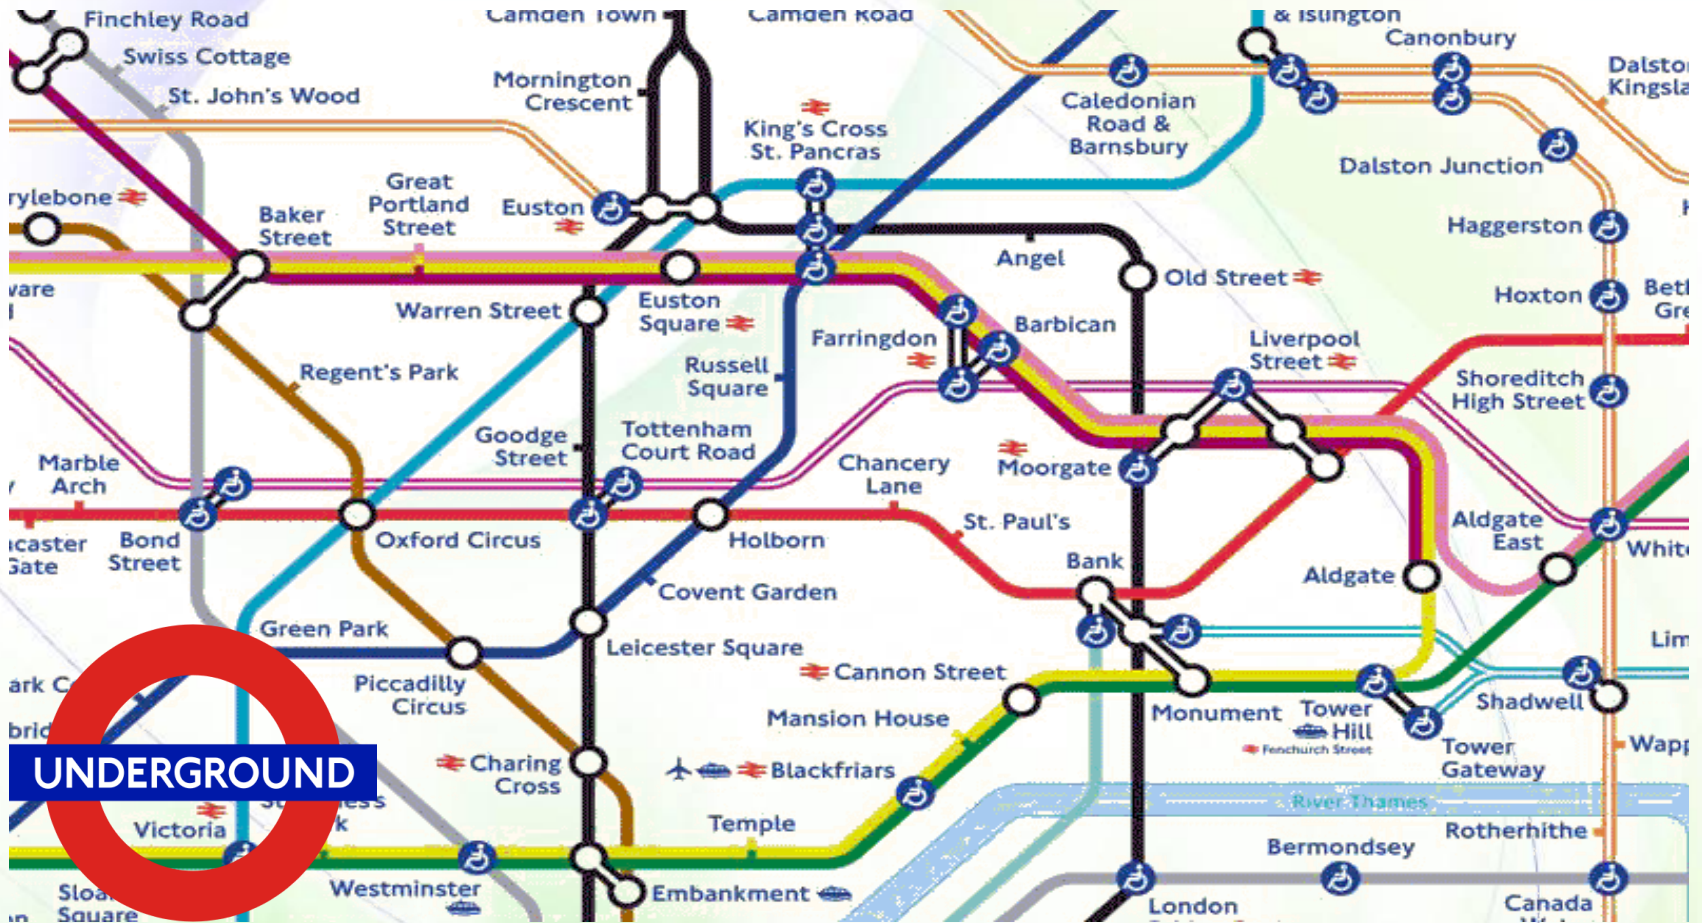 Finchley Road
Swiss Cottage
St. John's Wood
Camden Town
Camden Road
& Islington
Canonbury
Mornington
Crescent
King's Cross
St. Pancras
Caledonian
Road &
Barnsbury
Dalston Junction
Great
Portland
Street
Euston
Baker
Street
Haggerston
Angel
Old Street
Hoxton
Warren Street
Euston
Square
Farringdon
Barbican
Liverpool
Street
Regent's Park
Russell
Square
Shoreditch
High Street
Goodge
Street
Tottenham
Court Road
Marble
Arch
Chancery
Lane
Moorgate
St. Paul's
Aldgate
East
Bond
Street
Oxford Circus
Holborn
Bank
Aldgate
Gate
Covent Garden
Green Park
Leicester Square
Cannon Street
Piccadilly
Circus
Mansion House
Monument
Tower
Hill
Fenchurch Street
Shadwell
Tower
Gateway
UNDERGROUND
Charing
Cross
Blackfriars
River Thames
Victoria
Temple
Rotherhithe
Bermondsey
Westminster
Embankment
Square
London
Canada